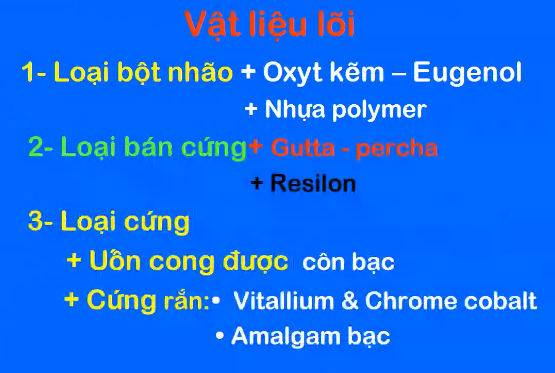 Vật liệu lõi
1- Loại bột nhão + Oxyt kẽm – Eugenol
+ Nhựa polymer
2- Loại bán cứng+ Gutta - percha
+ Resilon
3- Loại cứng
+ Uốn cong được côn bạc
+ Cứng rắn:• Vitallium & Chrome cobalt
• Amalgam bạc